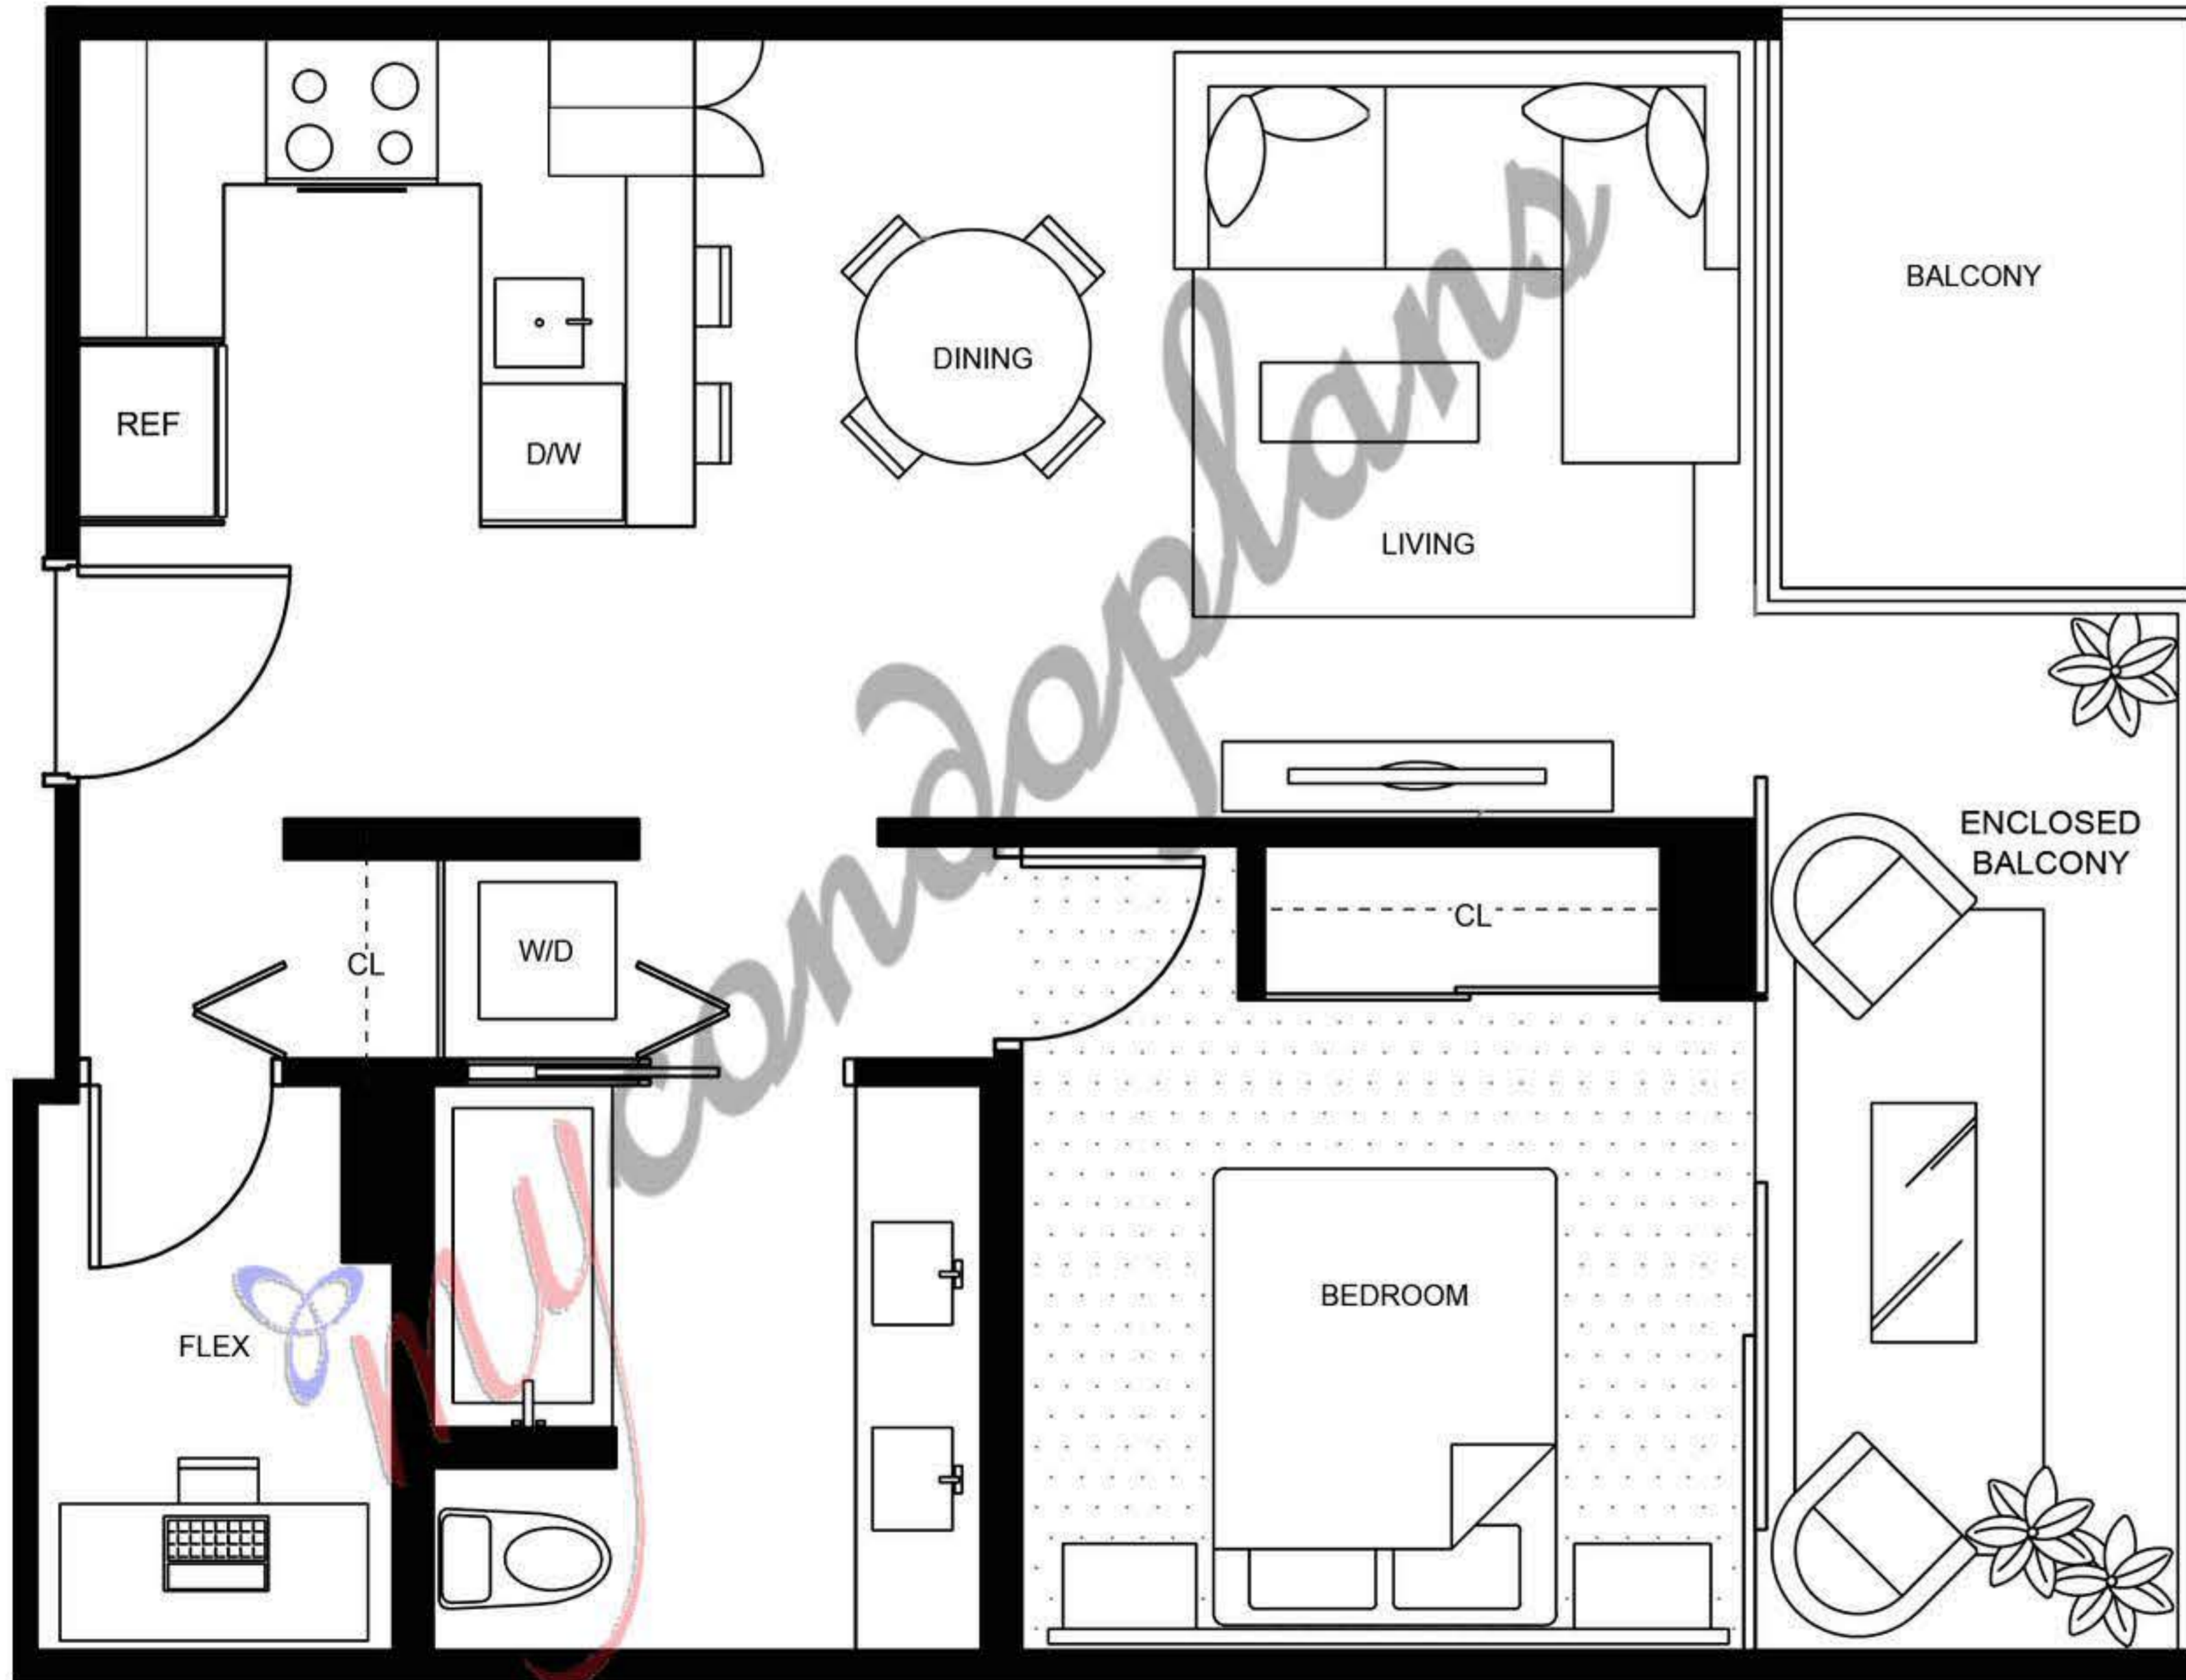 BALCONY
DINING
REF
D/W
LIVING
ENCLOSED
BALCONY
CL
W/D
CL
BEDROOM
FLEX
mycondoplans